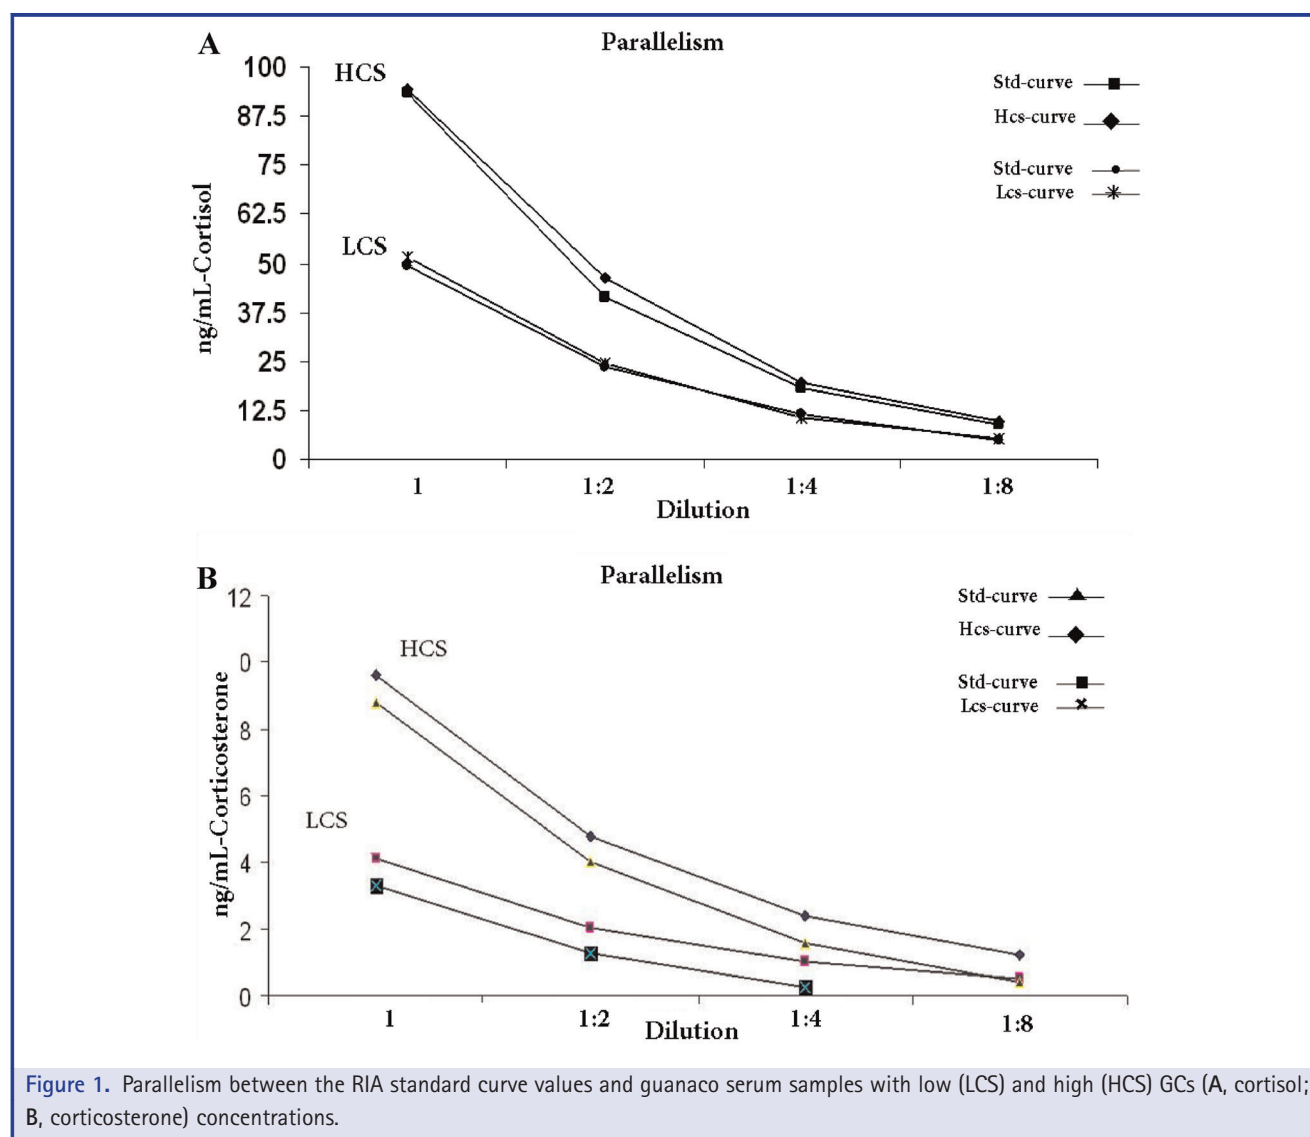 A
Parallelism
HCS
LCS
100
87.5
75
62.5
50
37.5
25
12.5
0
ng/mL-Cortisol
Std-curve
Hcs-curve
Std-curve
Lcs-curve
1 1:2 1:4 1:8
Dilution
B
Parallelism
HCS
LCS
12
0
8
6
4
2
0
ng/mL-Corticosterone
Std-curve
Hcs-curve
Std-curve
Lcs-curve
1 1:2 1:4 1:8
Dilution
Figure 1. Parallelism between the RIA standard curve values and guanaco serum samples with low (LCS) and high (HCS) GCs (A, cortisol;
B, corticosterone) concentrations.